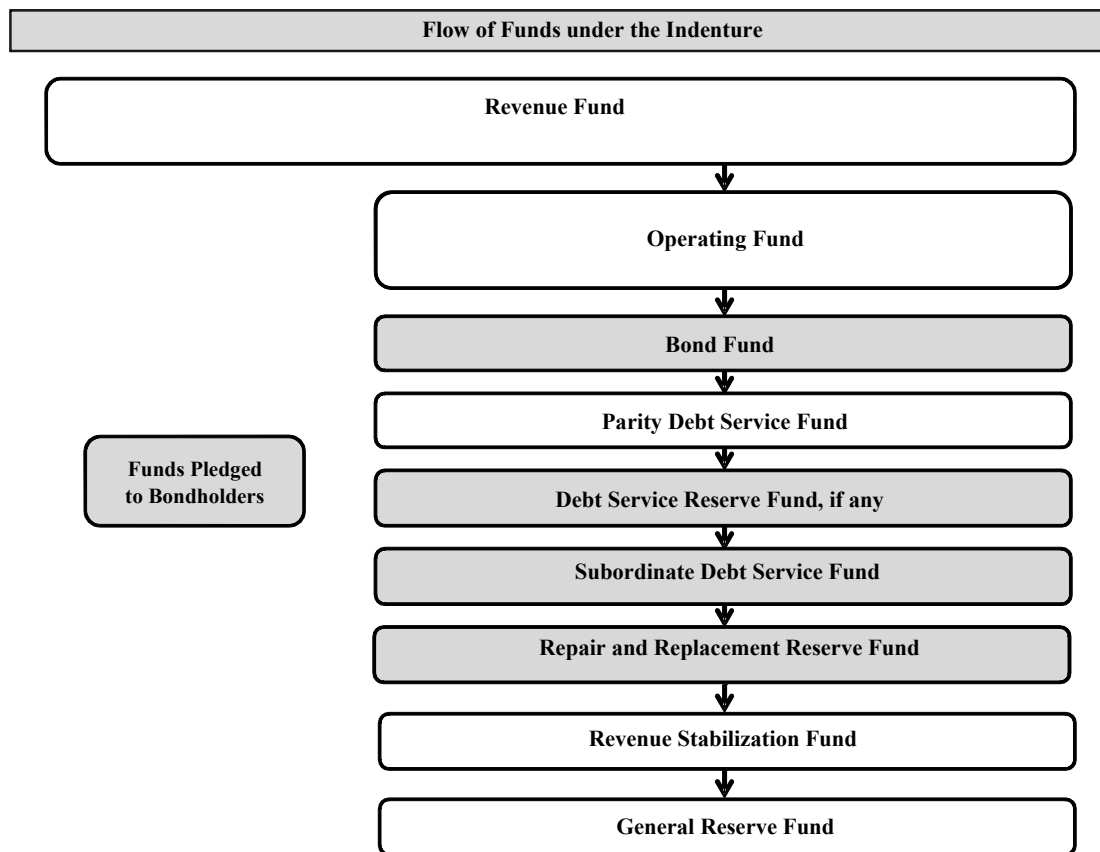 Flow of Funds under the Indenture
Revenue Fund
Operating Fund
Bond Fund
Parity Debt Service Fund
Funds Pledged
to Bondholders
Debt Service Reserve Fund, if any
Subordinate Debt Service Fund
Repair and Replacement Reserve Fund
Revenue Stabilization Fund
General Reserve Fund